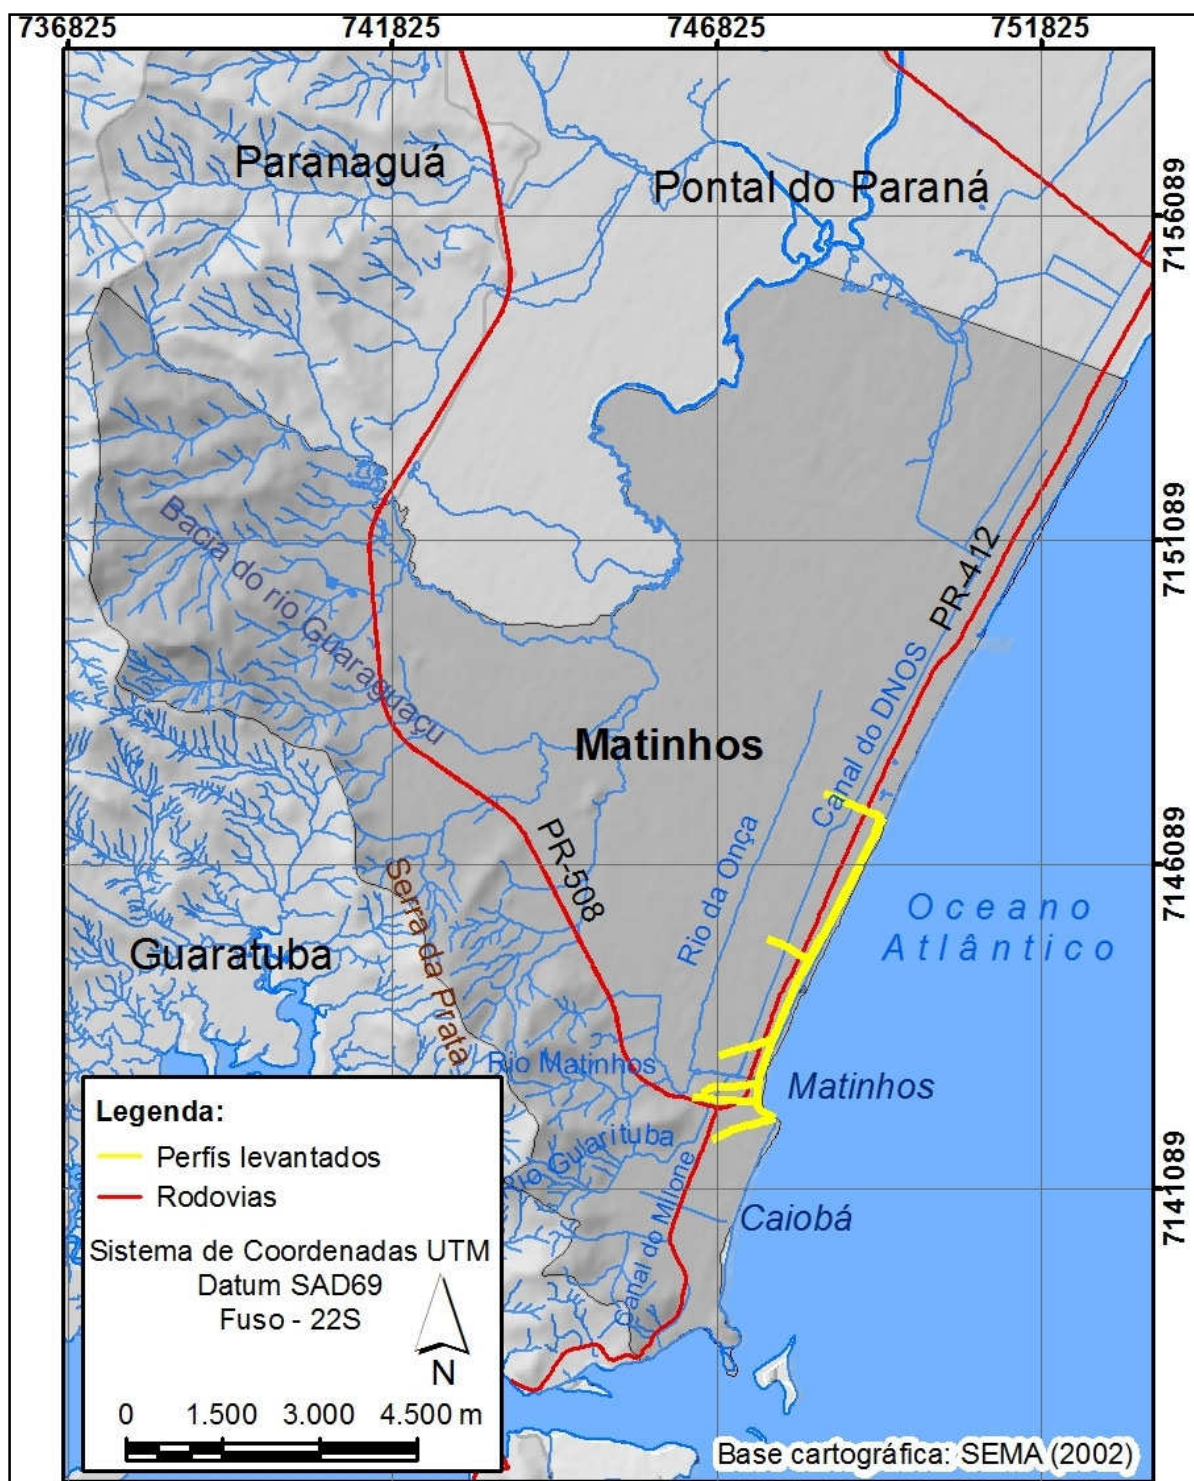 736825 741825 746825 751825
Paranaguá
Pontal do Paraná
7156089
Bacia do rio Guaraguaçu
7151089
PR-412
Canal do DNOS
Matinhos
PR-508
Rio da Onça
7146089
Serra da Prata
Guaratuba
Oceano
Atlântico
Rio Matinhos
Matinhos
Rio Guiarituba
Canal do Milone
7141089
Caiobá
Legenda:
Perfís levantados
Rodovias
Sistema de Coordenadas UTM
Datum SAD69
Fuso - 22S
N
0 1.500 3.000 4.500 m
Base cartográfica: SEMA (2002)